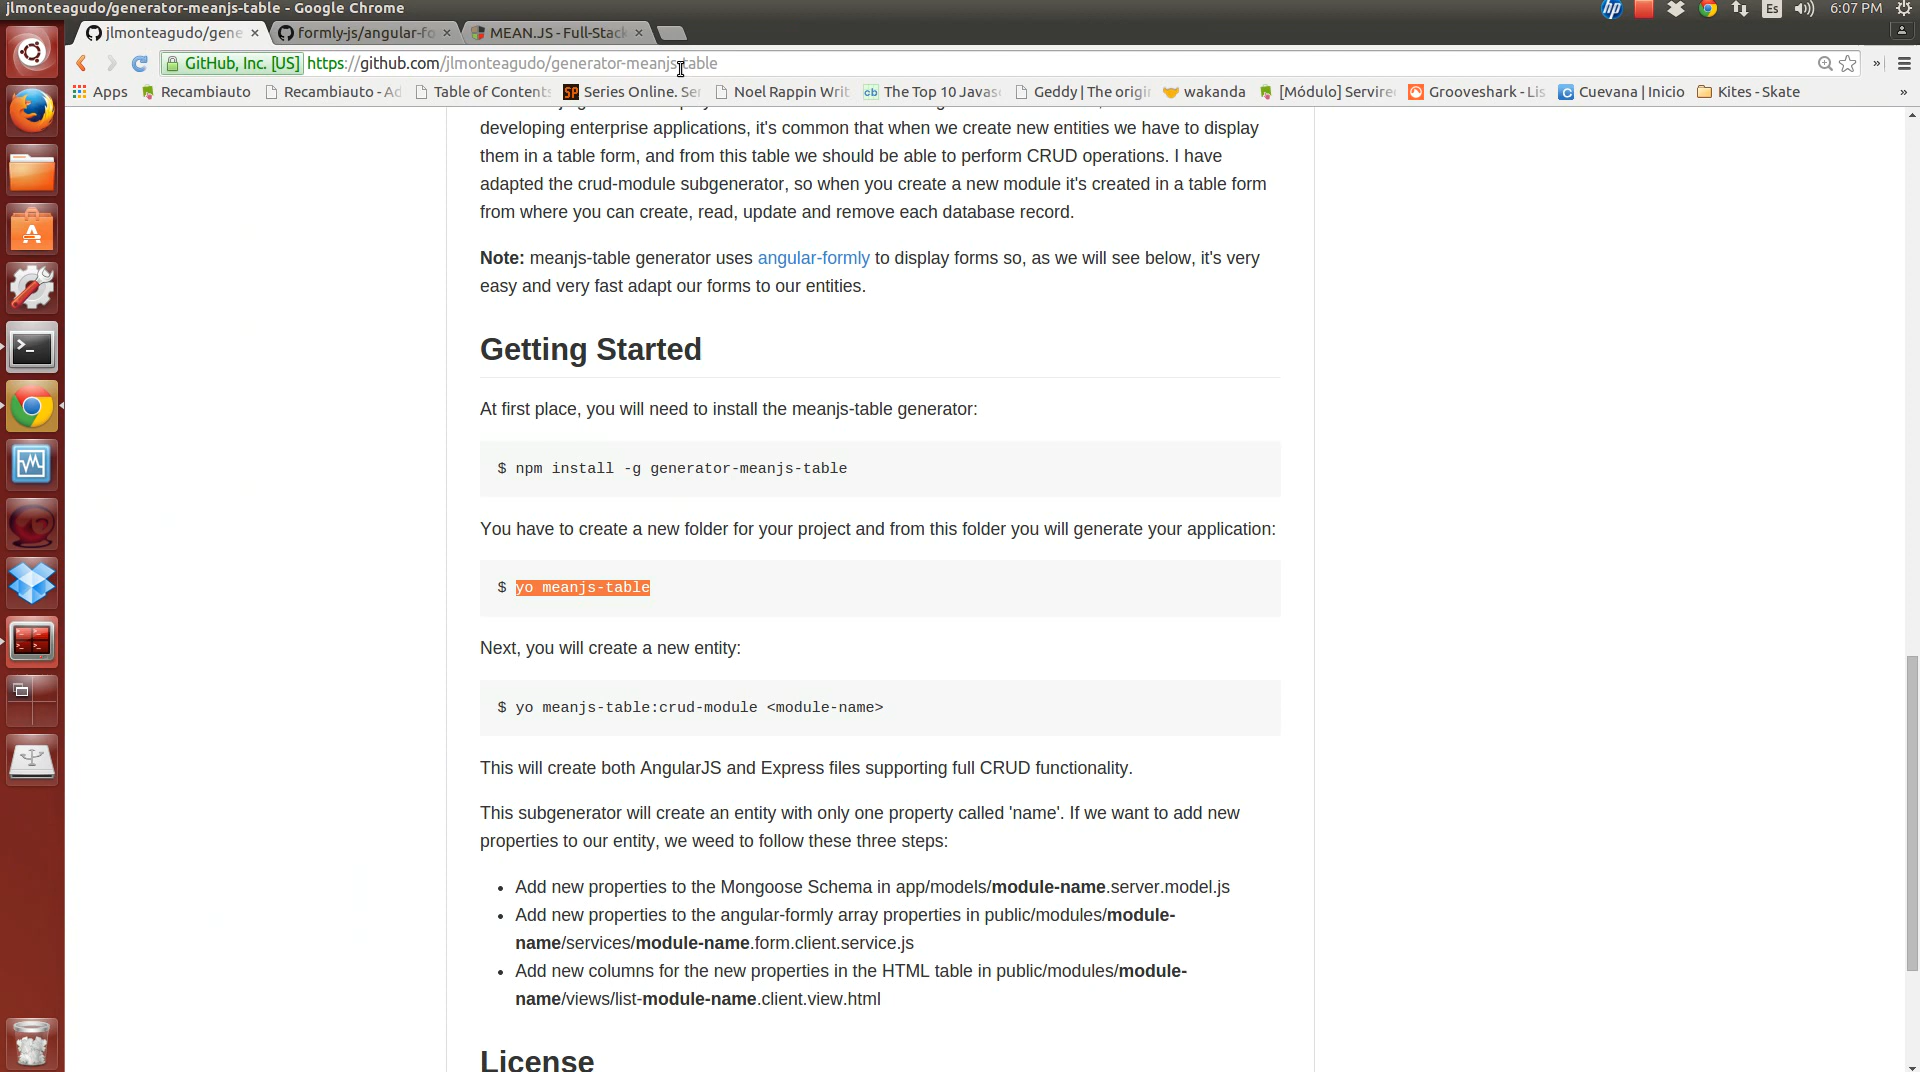 jlmonteagudo/generator-meanjs-table - Google Chrome
Es 6:07 PM
jlmonteagudo/gene × formly-js/angular-fo × MEAN.JS - Full-Stack ×
GitHub, Inc. [US] https://github.com/jlmonteagudo/generator-meanjs-table »
Apps Recambiauto Recambiauto - Ad Table of Content: Series Online. Se Noel Rappin Writ The Top 10 Javas Geddy | The origi wakanda [Módulo] Servire Grooveshark - Lis Cuevana | Inicio Kites - Skate »
developing enterprise applications, it's common that when we create new entities we have to display
them in a table form, and from this table we should be able to perform CRUD operations. I have
adapted the crud-module subgenerator, so when you create a new module it's created in a table form
from where you can create, read, update and remove each database record.
Note: meanjs-table generator uses angular-formly to display forms so, as we will see below, it's very
easy and very fast adapt our forms to our entities.
Getting Started
At first place, you will need to install the meanjs-table generator:
$ npm install -g generator-meanjs-table
You have to create a new folder for your project and from this folder you will generate your application:
$ yo meanjs-table
Next, you will create a new entity:
$ yo meanjs-table:crud-module <module-name>
This will create both AngularJS and Express files supporting full CRUD functionality.
This subgenerator will create an entity with only one property called 'name'. If we want to add new
properties to our entity, we weed to follow these three steps:
• Add new properties to the Mongoose Schema in app/models/module-name.server.model.js
• Add new properties to the angular-formly array properties in public/modules/module-
name/services/module-name.form.client.service.js
• Add new columns for the new properties in the HTML table in public/modules/module-
name/views/list-module-name.client.view.html
License